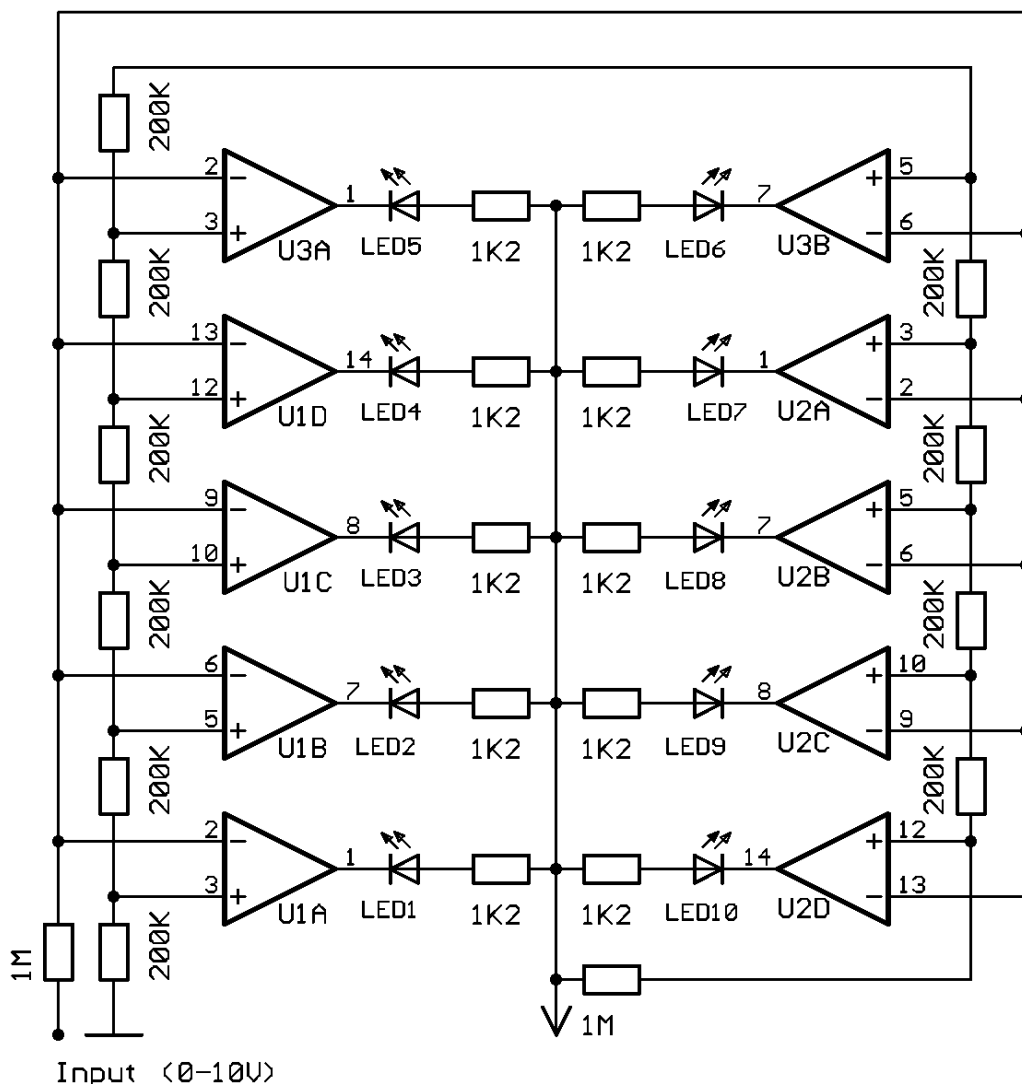 200K
2
1
7
5
3
U3A
LED5
1K2
1K2
LED6
U3B
6
200K
200K
13
14
1
3
12
U1D
LED4
1K2
1K2
LED7
U2A
2
200K
200K
9
8
7
5
10
U1C
LED3
1K2
1K2
LED8
U2B
6
200K
200K
6
7
8
10
5
U1B
LED2
1K2
1K2
LED9
U2C
9
200K
200K
2
1
14
12
3
U1A
LED1
1K2
1K2
LED10
U2D
13
1M
200K
1M
Input (0-10V)